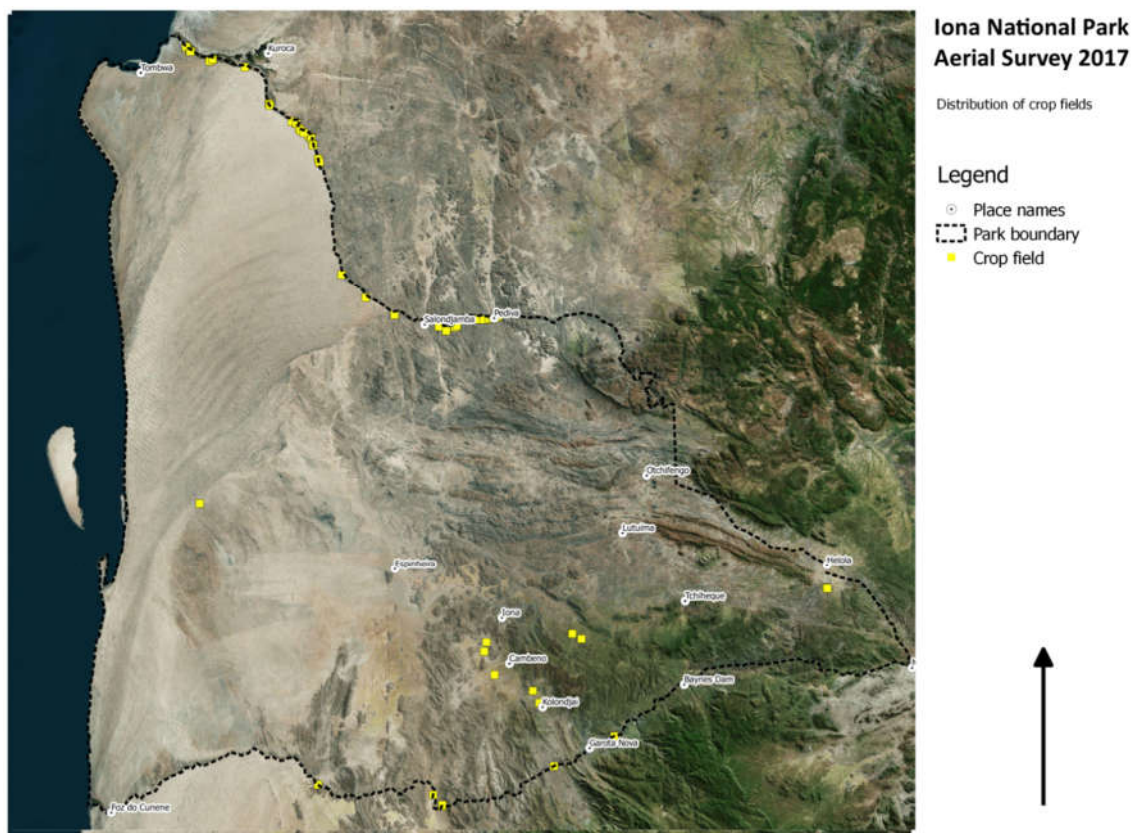 Iona National Park
Aerial Survey 2017
Distribution of crop fields
Legend
Place names
Park boundary
Crop field
Kuroca
Tombwa
Salondjamba
Pediva
Otchifengo
Lutuima
Espinheira
Helola
Tchiheque
Iona
Cambeno
Baynes Dam
Kolondjai
Garota Nova
Foz do Cunene